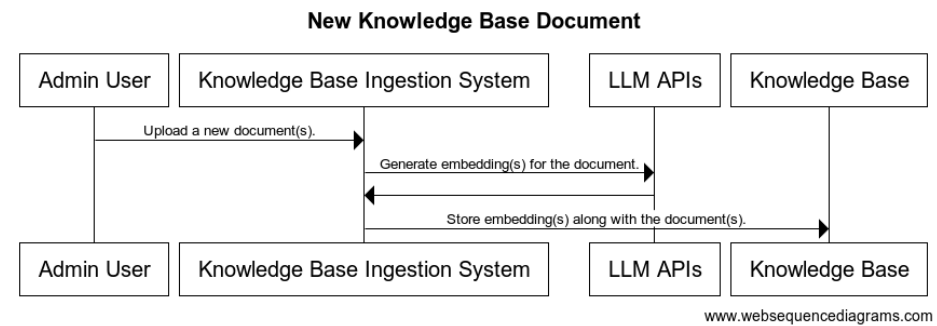 New Knowledge Base Document
Admin User
Knowledge Base Ingestion System
LLM APIs
Knowledge Base
Upload a new document(s).
Generate embedding(s) for the document.
Store embedding(s) along with the document(s).
Admin User
Knowledge Base Ingestion System
LLM APIs
Knowledge Base
www.websequencediagrams.com